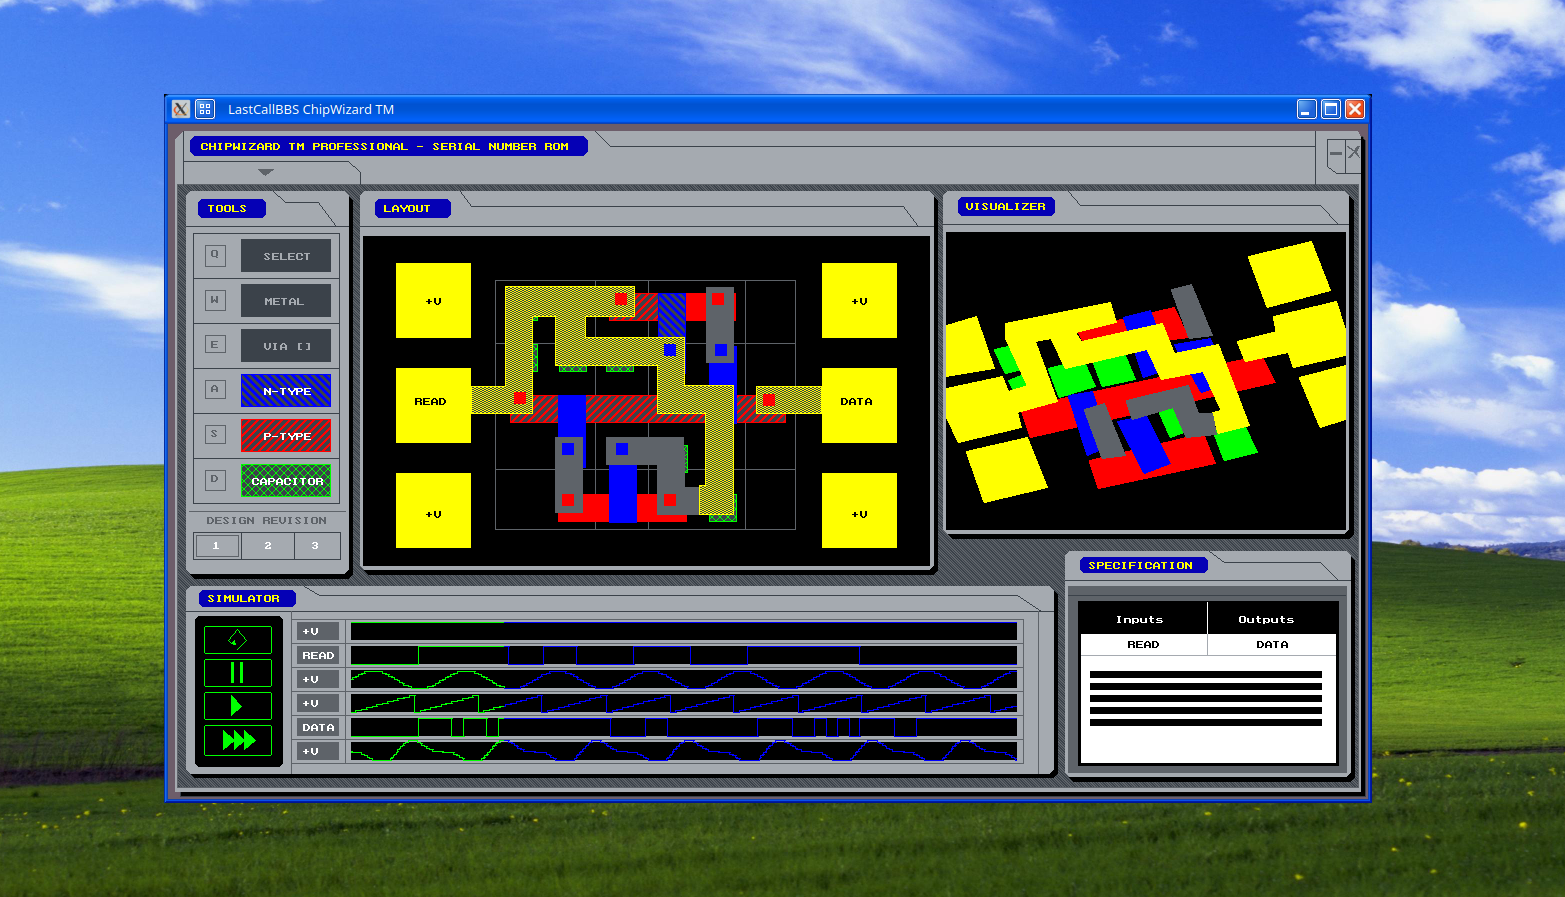 LastCallBBS ChipWizard TM
CHIPWIZARD TM PROFESSIONAL - SERIAL NUMBER ROM
TOOLS
Q SELECT
W METAL
E VIA []
A N-TYPE
S P-TYPE
D CAPACITOR
DESIGN REVISION
1 2 3
LAYOUT
+V +V
READ DATA
+V +V
VISUALIZER
SIMULATOR
+V
READ
+V
+V
DATA
+V
SPECIFICATION
Inputs Outputs
READ DATA